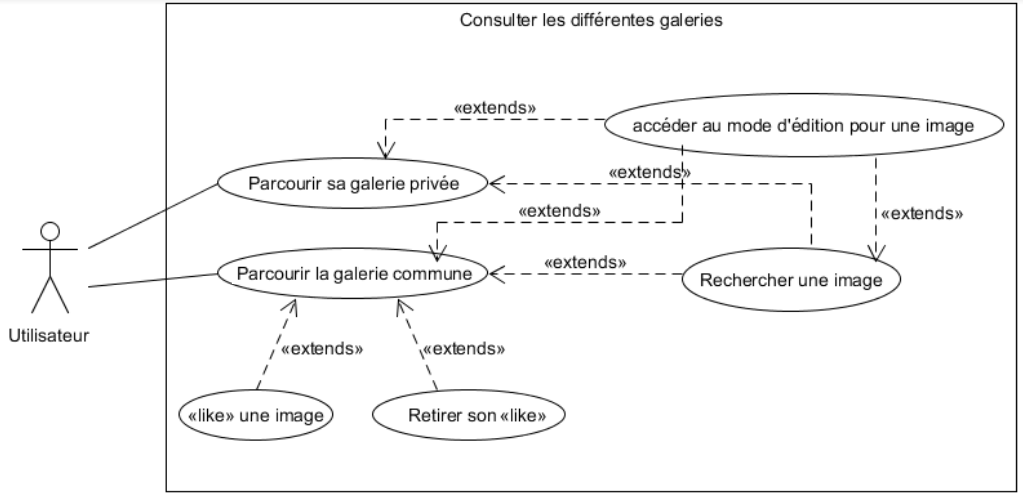 Consulter les différentes galeries
«extends»
accéder au mode d'édition pour une image
«extends»
Parcourir sa galerie privée
«extends»
«extends»
«extends»
Parcourir la galerie commune
Rechercher une image
Utilisateur
«extends»
«extends»
«like» une image
Retirer son «like»